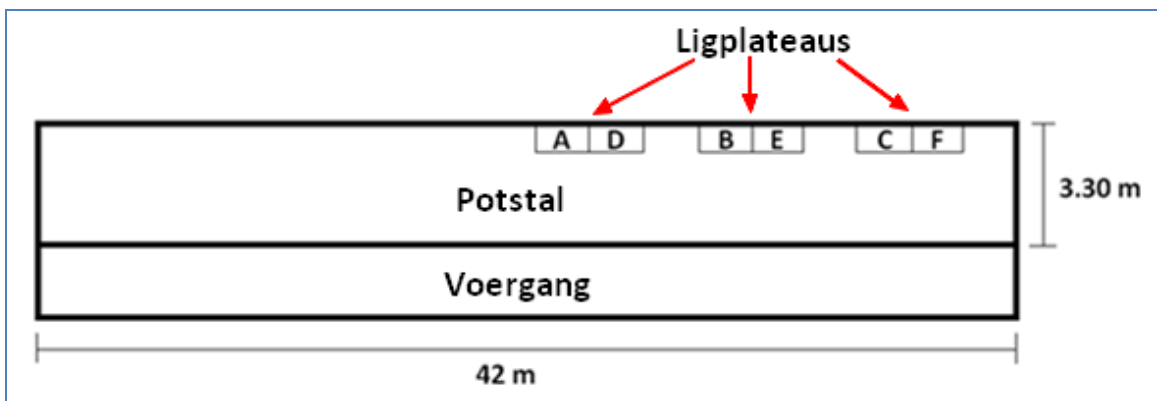 Ligplateaus
A D B E C F
Potstal
3.30 m
Voergang
42 m